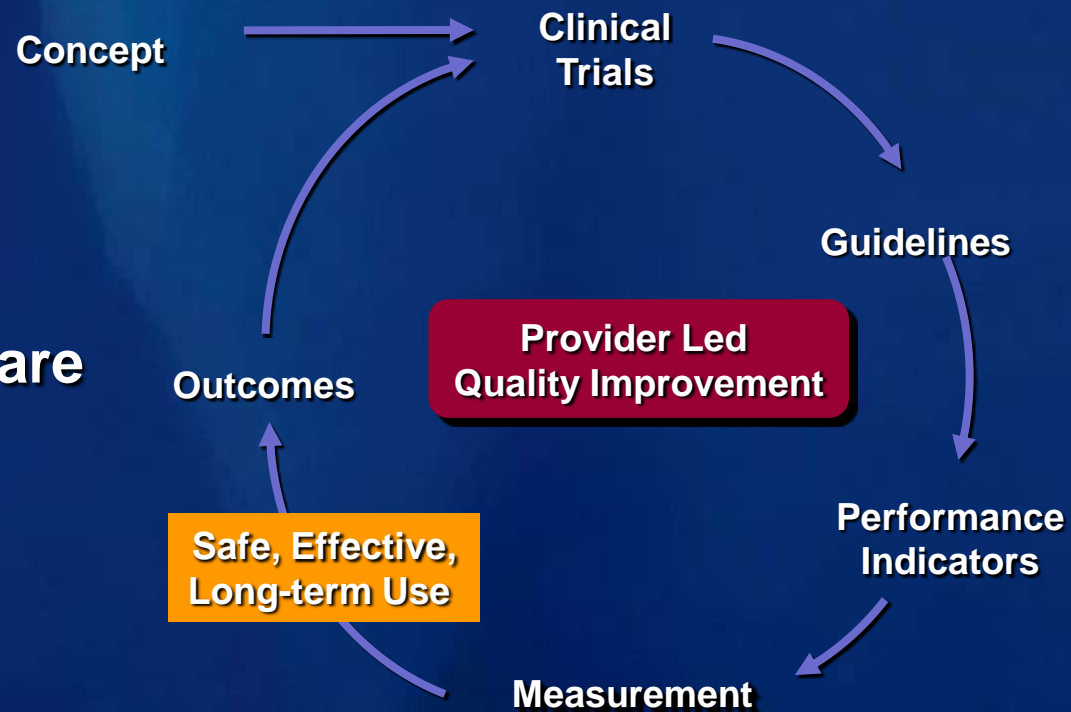 Concept
Clinical
Trials
Guidelines
Provider Led
Quality Improvement
are
Outcomes
Performance
Indicators
Safe, Effective,
Long-term Use
Measurement